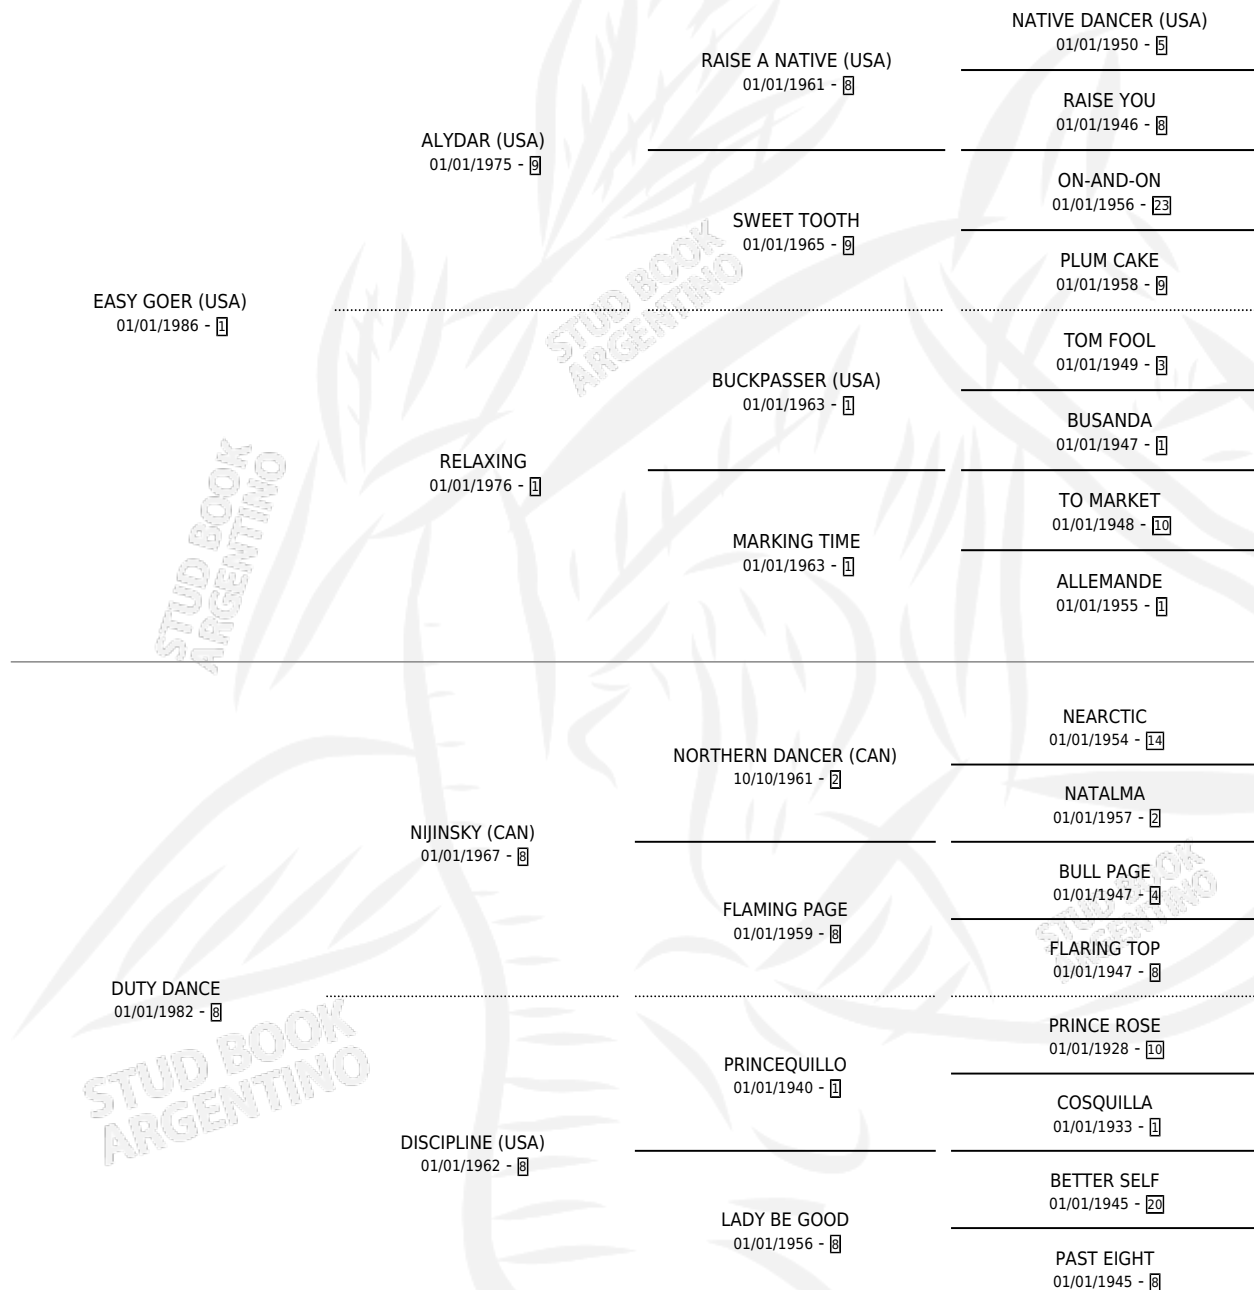 NATIVE DANCER (USA)
01/01/1950 - 5
RAISE A NATIVE (USA)
01/01/1961 - 8
RAISE YOU
01/01/1946 - 8
ALYDAR (USA)
01/01/1975 - 9
ON-AND-ON
01/01/1956 - 23
SWEET TOOTH
01/01/1965 - 9
PLUM CAKE
01/01/1958 - 9
EASY GOER (USA)
01/01/1986 - 1
STUD BOOK
ARGENTINO
TOM FOOL
01/01/1949 - 3
BUCKPASSER (USA)
01/01/1963 - 1
BUSANDA
01/01/1947 - 1
RELAXING
01/01/1976 - 1
TO MARKET
01/01/1948 - 10
MARKING TIME
01/01/1963 - 1
ALLEMANDE
01/01/1955 - 1
STUD BOOK
ARGENTINO
NEARCTIC
01/01/1954 - 14
NORTHERN DANCER (CAN)
10/10/1961 - 2
NATALMA
01/01/1957 - 2
NIJINSKY (CAN)
01/01/1967 - 8
BULL PAGE
01/01/1947 - 4
FLAMING PAGE
01/01/1959 - 8
STUD BOOK
ARGENTINO
FLARING TOP
01/01/1947 - 8
DUTY DANCE
01/01/1982 - 8
PRINCE ROSE
01/01/1928 - 10
PRINCEQUILLO
01/01/1940 - 1
COSQUILLA
01/01/1933 - 1
STUD BOOK
ARGENTINO
DISCIPLINE (USA)
01/01/1962 - 8
BETTER SELF
01/01/1945 - 20
LADY BE GOOD
01/01/1956 - 8
PAST EIGHT
01/01/1945 - 8